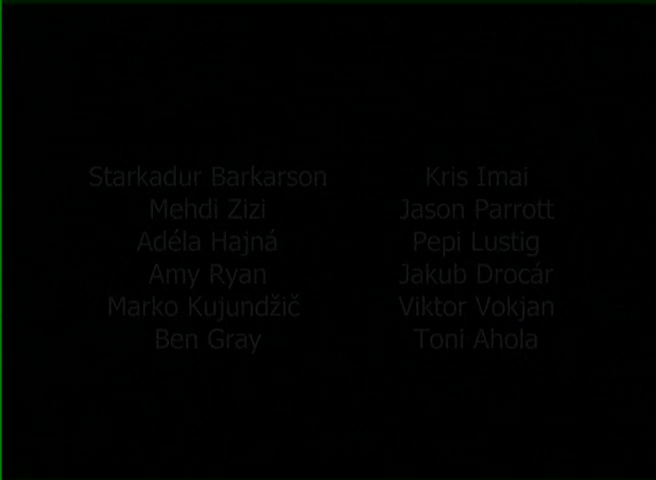 Starkadur Barkarson
Mehdi Zizi
Adéla Hajná
Amy Ryan
Marko Kujundžič
Ben Gray
Kris Imai
Jason Parrott
Pepi Lustig
Jakub Drocár
Viktor Vokjan
Toni Ahola